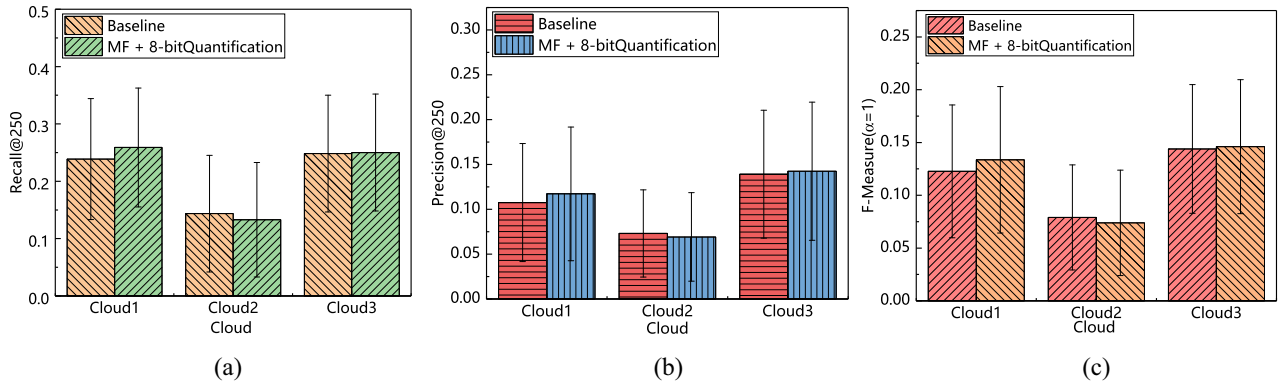 0.5
0.4
0.3
0.2
0.1
0.0
Recall@250
Baseline
MF + 8-bitQuantification
Cloud1
Cloud2
Cloud3
Cloud
(a)
0.30
0.25
0.20
0.15
0.10
0.05
0.00
Precision@250
Baseline
MF + 8-bitQuantification
Cloud1
Cloud2
Cloud3
Cloud
(b)
0.25
0.20
0.15
0.10
0.05
0.00
F-Measure(α=1)
Baseline
MF + 8-bitQuantification
Cloud1
Cloud2
Cloud3
Cloud
(c)